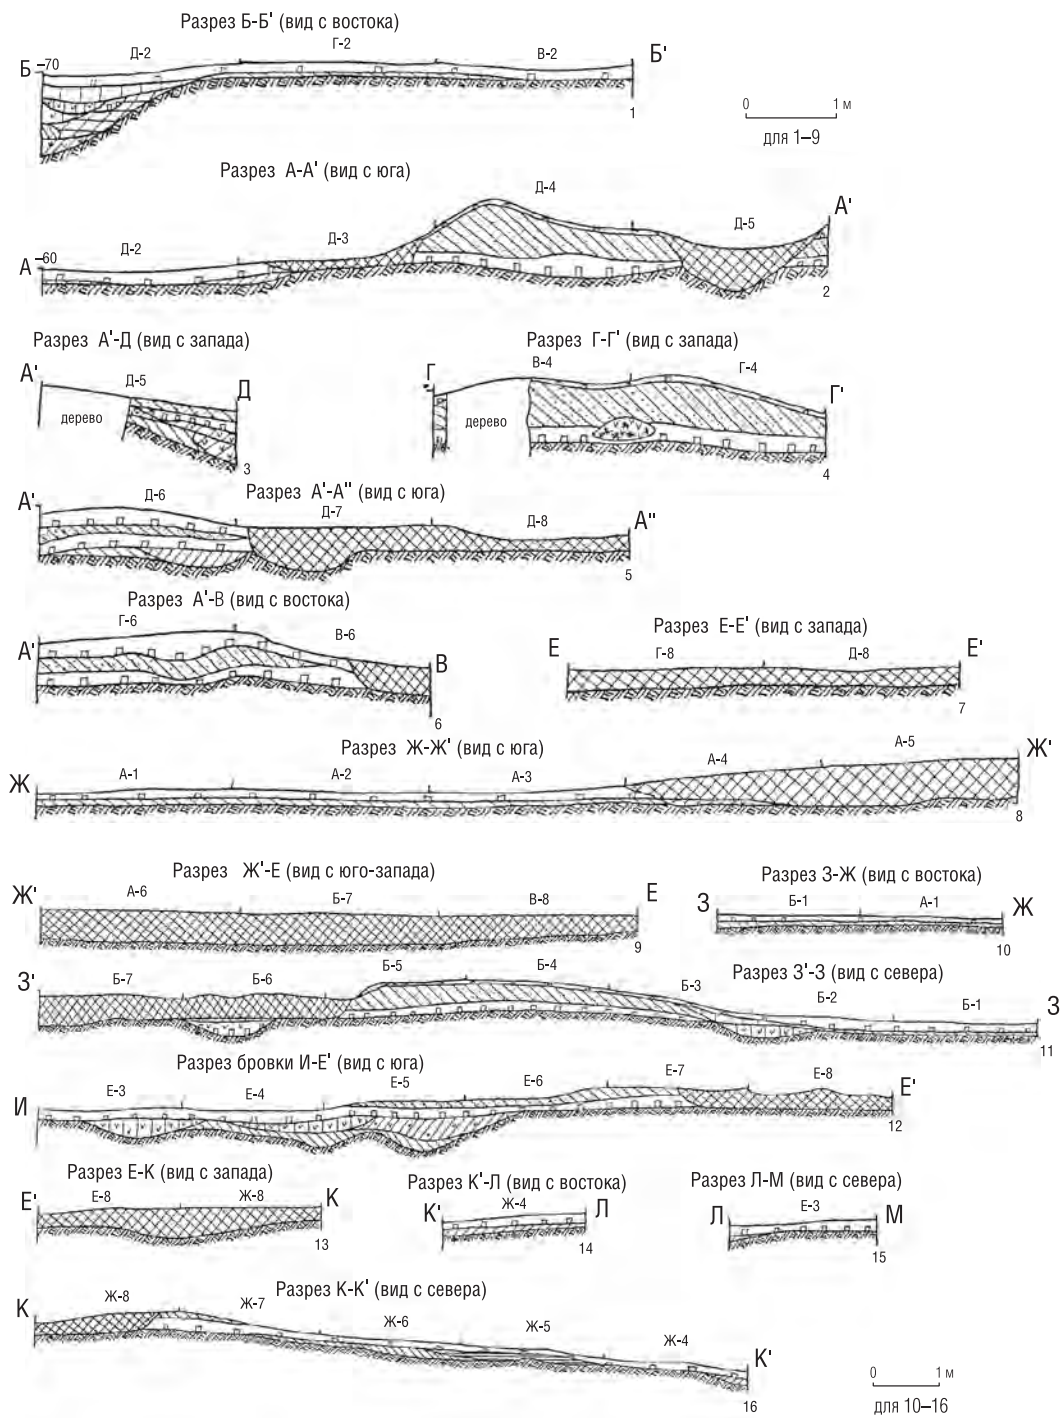 Разрез Б-Б' (вид с востока)
Д-2 Г-2 В-2
Б –70 Б'
1
0 1 м
для 1–9
Разрез А-А' (вид с юга)
Д-4
Д-2 Д-3 Д-5 А'
А –60
2
Разрез А'-Д (вид с запада)
А' Д-5 Д
дерево
3
Разрез Г-Г' (вид с запада)
Г В-4 Г-4 Г'
дерево
4
Разрез А'-А'' (вид с юга)
А' Д-6 Д-7 Д-8 А''
5
Разрез А'-В (вид с востока)
Г-6 В-6
А' В
6
Разрез Е-Е' (вид с запада)
Е Г-8 Д-8 Е'
7
Разрез Ж-Ж' (вид с юга)
Ж А-1 А-2 А-3 А-4 А-5 Ж'
8
Разрез Ж'-Е (вид с юго-запада)
Ж' А-6 Б-7 В-8 Е
9
Разрез З-Ж (вид с востока)
З Б-1 А-1 Ж
10
Разрез З'-З (вид с севера)
З' Б-7 Б-6 Б-5 Б-4 Б-3 Б-2 Б-1 З
11
Разрез бровки И-Е' (вид с юга)
И Е-3 Е-4 Е-5 Е-6 Е-7 Е-8 Е'
12
Разрез Е-К (вид с запада)
Е' Е-8 Ж-8 К
13
Разрез К'-Л (вид с востока)
К' Ж-4 Л
14
Разрез Л-М (вид с севера)
Л Е-3 М
15
Разрез К-К' (вид с севера)
К Ж-8 Ж-7 Ж-6 Ж-5 Ж-4 К'
16
0 1 м
для 10–16